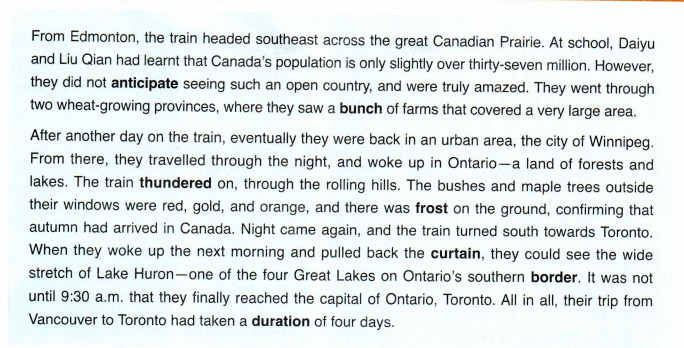 From Edmonton, the train headed southeast across the great Canadian Prairie. At school, Daiyu
and Liu Qian had learnt that Canada's population is only slightly over thirty-seven million. However,
they did not anticipate seeing such an open country, and were truly amazed. They went through
two wheat-growing provinces, where they saw a bunch of farms that covered a very large area.
After another day on the train, eventually they were back in an urban area, the city of Winnipeg.
From there, they travelled through the night, and woke up in Ontario—a land of forests and
lakes. The train thundered on, through the rolling hills. The bushes and maple trees outside
their windows were red, gold, and orange, and there was frost on the ground, confirming that
autumn had arrived in Canada. Night came again, and the train turned south towards Toronto.
When they woke up the next morning and pulled back the curtain, they could see the wide
stretch of Lake Huron—one of the four Great Lakes on Ontario's southern border. It was not
until 9:30 a.m. that they finally reached the capital of Ontario, Toronto. All in all, their trip from
Vancouver to Toronto had taken a duration of four days.